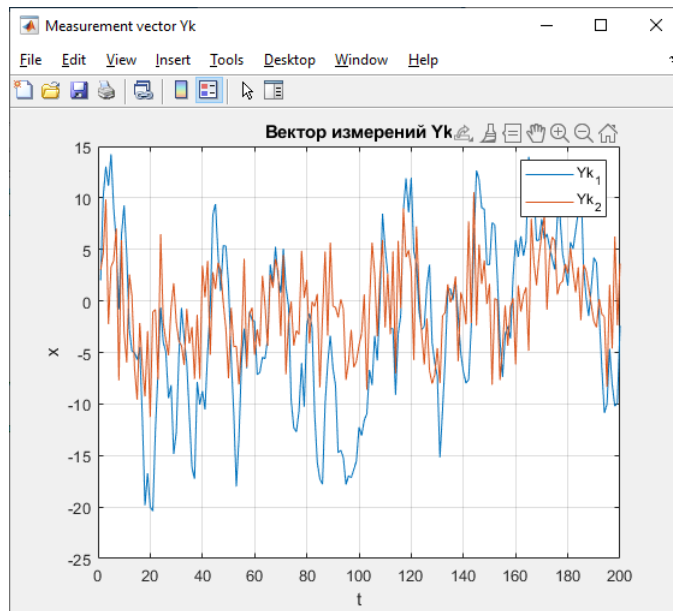 Measurement vector Yk
File Edit View Insert Tools Desktop Window Help
Вектор измерений Yk
15
10
5
0
-5
-10
-15
-20
-25
x
0 20 40 60 80 100 120 140 160 180 200
t
Yk1
Yk2